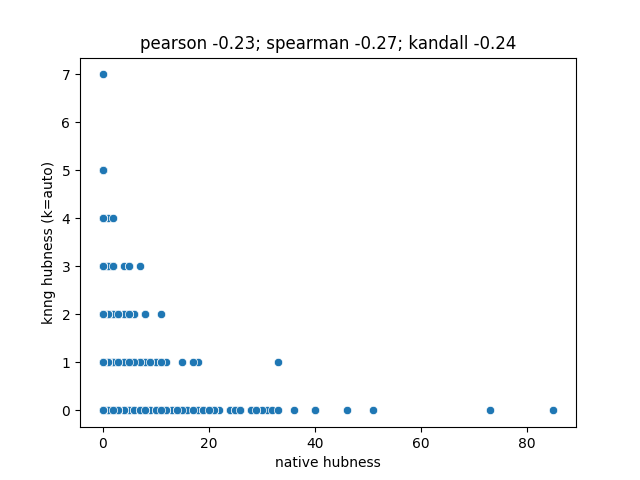 pearson -0.23; spearman -0.27; kandall -0.24
7
6
5
4
3
2
1
0
knng hubness (k=auto)
0 20 40 60 80
native hubness